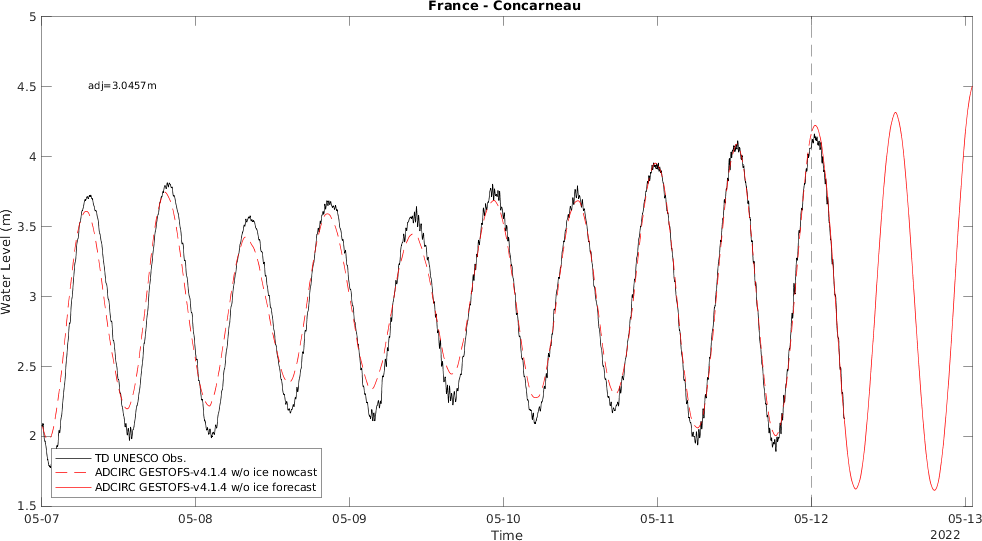 France - Concarneau
5
4.5
4
3.5
3
2.5
2
1.5
Water Level (m)
adj=3.0457m
TD UNESCO Obs.
ADCIRC GESTOFS-v4.1.4 w/o ice nowcast
ADCIRC GESTOFS-v4.1.4 w/o ice forecast
05-07 05-08 05-09 05-10 05-11 05-12 05-13
Time
2022